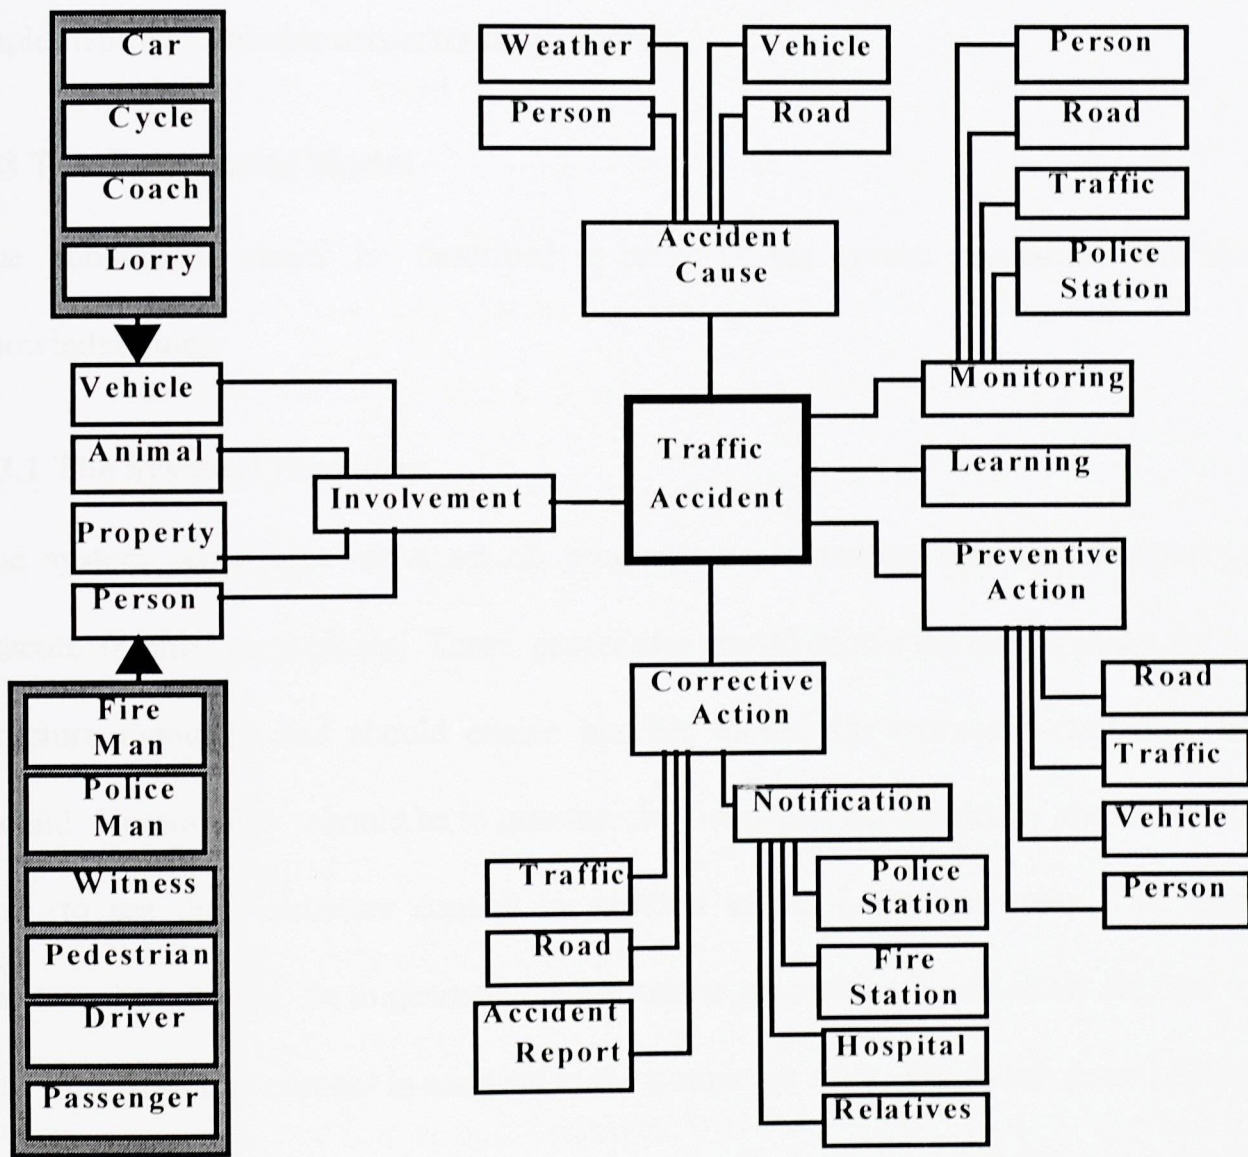 Car
Cycle
Coach
Lorry
Vehicle
Animal
Property
Person
Fire
Man
Police
Man
Witness
Pedestrian
Driver
Passenger
Involvement
Weather
Person
Vehicle
Road
Accident
Cause
Traffic
Accident
Person
Road
Traffic
Police
Station
Monitoring
Learning
Preventive
Action
Road
Traffic
Vehicle
Person
Corrective
Action
Traffic
Road
Accident
Report
Notification
Police
Station
Fire
Station
Hospital
Relatives